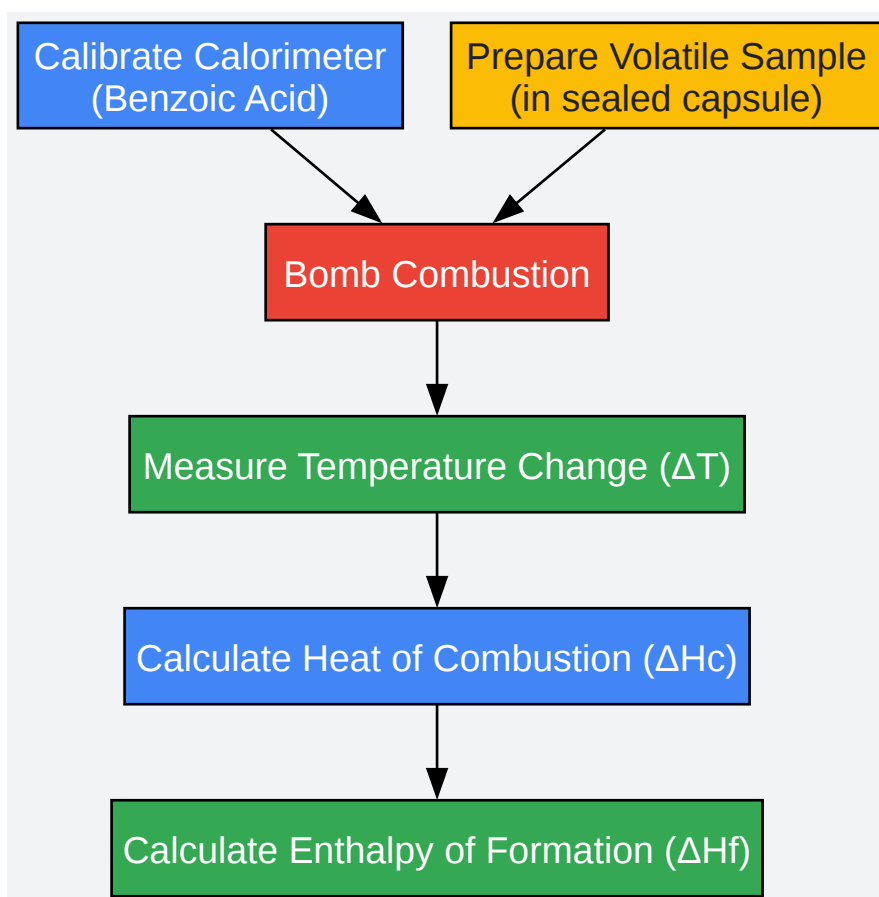 Calibrate Calorimeter
(Benzoic Acid)
Prepare Volatile Sample
(in sealed capsule)
Bomb Combustion
Measure Temperature Change (ΔT)
Calculate Heat of Combustion (ΔHc)
Calculate Enthalpy of Formation (ΔHf)